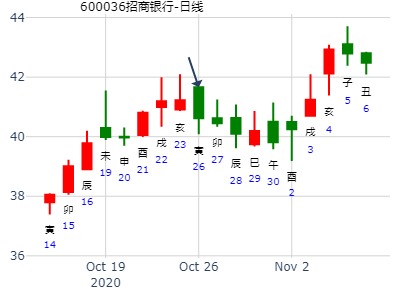 600036招商银行-日线
44
42
40
38
36
寅
14
卯
15
辰
16
未
19
申
20
酉
21
戌
22
亥
23
寅
26
卯
27
辰
28
巳
29
午
30
酉
2
戌
3
亥
4
子
5
丑
6
Oct 19
2020
Oct 26
Nov 2